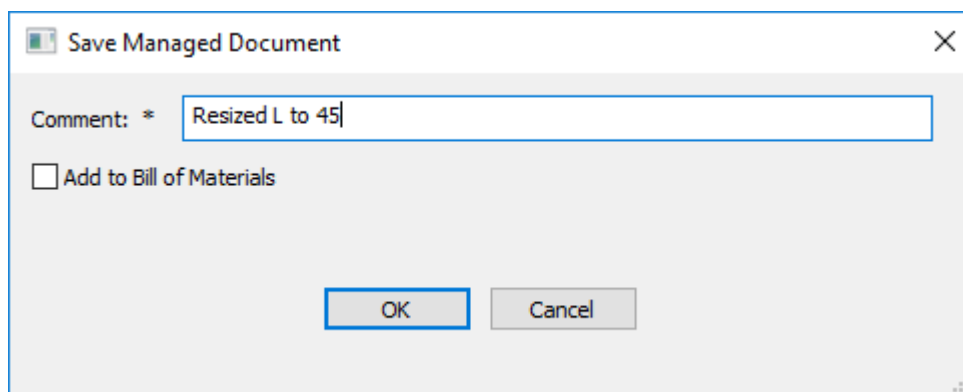 Save Managed Document
Comment: * Resized L to 45
Add to Bill of Materials
OK Cancel